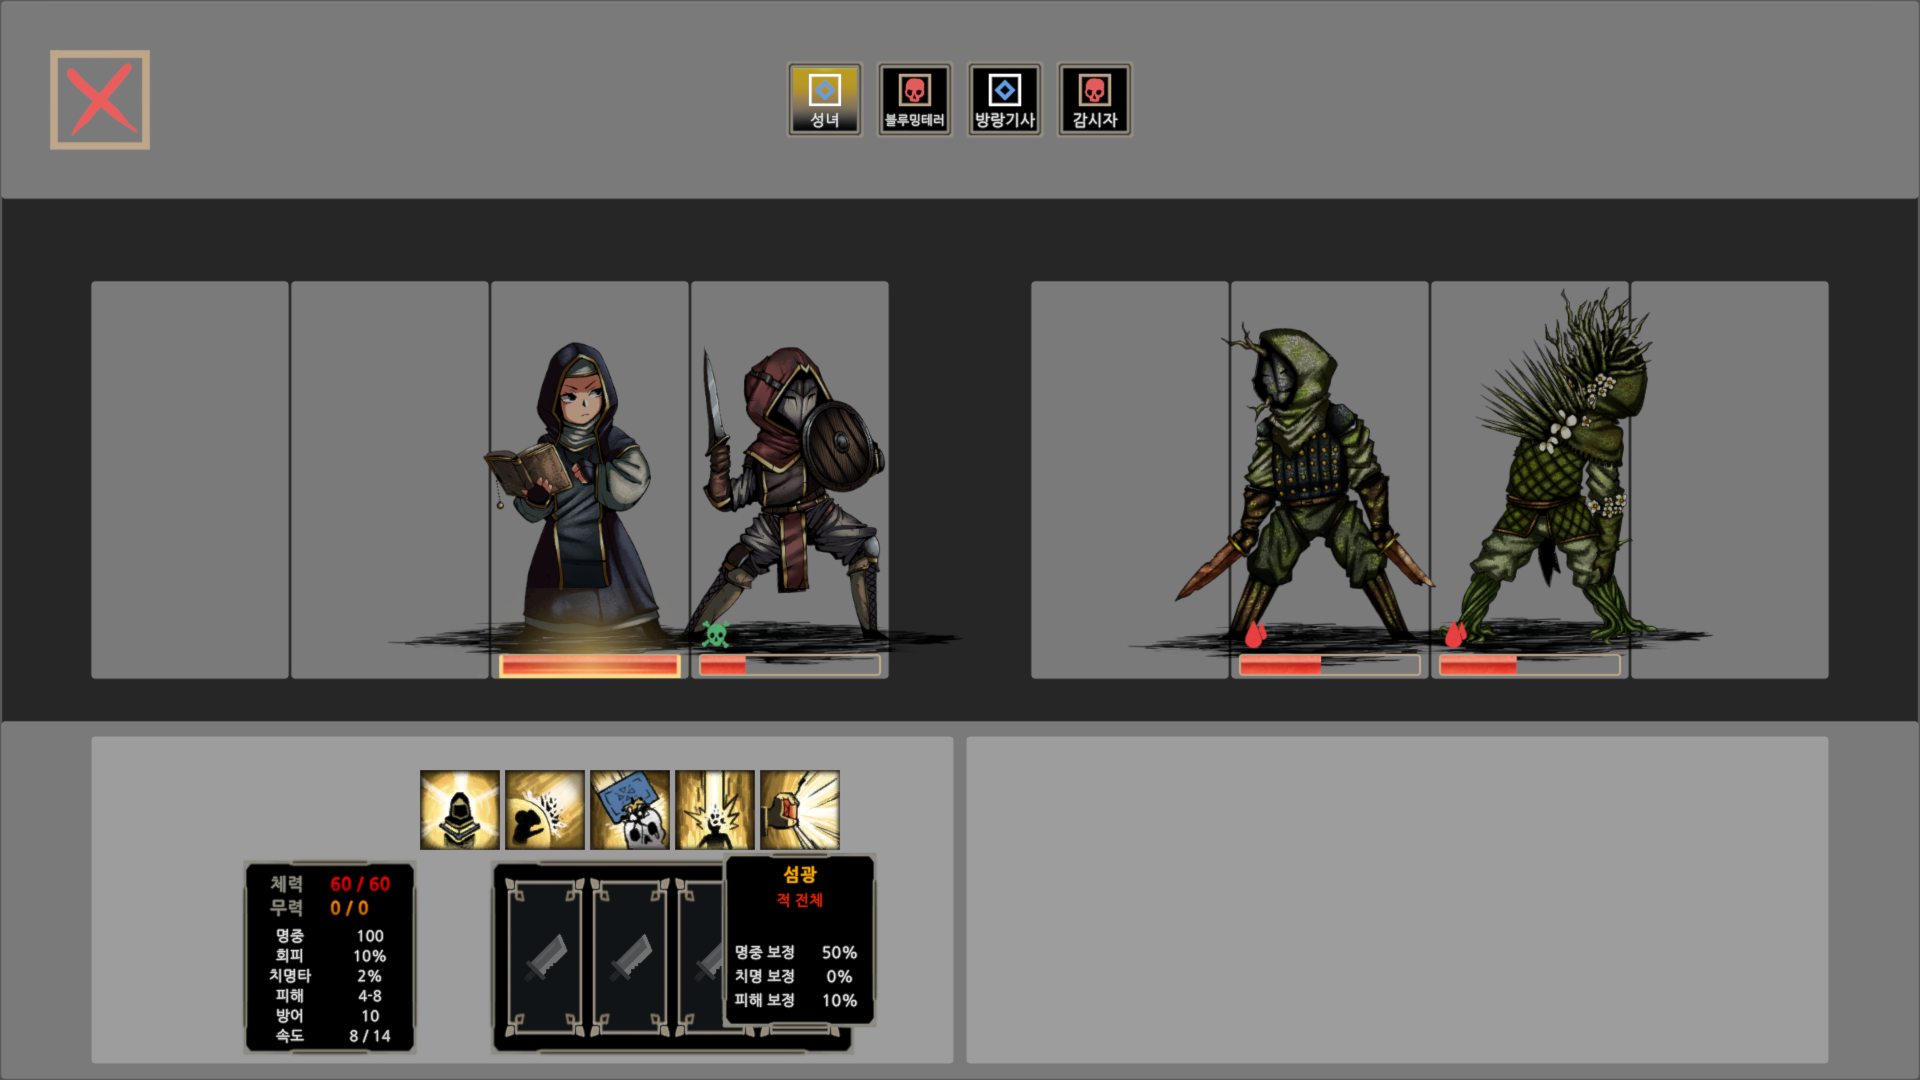 성녀
블루밍테러
방랑기사
감시자
체력 60 / 60
무력 0 / 0
명중 100
회피 10%
치명타 2%
피해 4-8
방어 10
속도 8 / 14
섬광
적 전체
명중 보정 50%
치명 보정 0%
피해 보정 10%